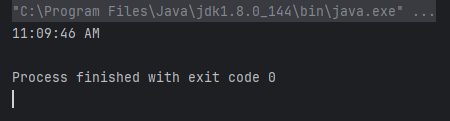 "C:\Program Files\Java\jdk1.8.0_144\bin\java.exe" ...
11:09:46 AM
Process finished with exit code 0